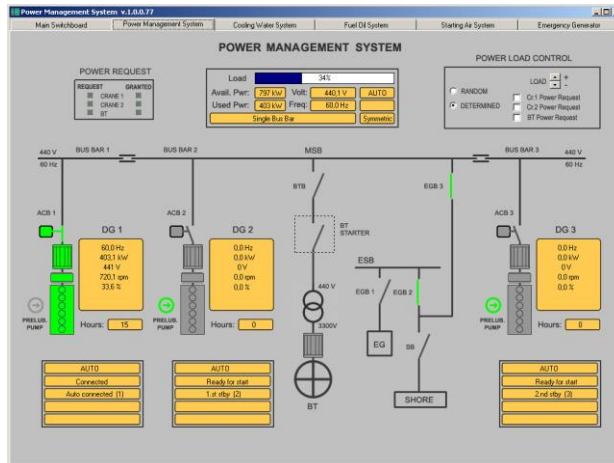 Power Management System v.1.0.0.77
Main Switchboard
Power Management System
Cooling Water System
Fuel Oil System
Starting Air System
Emergency Generator
POWER MANAGEMENT SYSTEM
POWER REQUEST
REQUEST GRANTED
CRANE 1
CRANE 2
BT
Load 34%
Avail. Pwr: 797 kW Volt: 440,1 V AUTO
Used Pwr: 403 kW Freq: 60,0 Hz
Single Bus Bar Symmetric
POWER LOAD CONTROL
LOAD + -
RANDOM
DETERMINED
Cr.1 Power Request
Cr.2 Power Request
BT Power Request
440 V BUS BAR 1 BUS BAR 2 MSB BUS BAR 3 440 V
60 Hz 60 Hz
BTB
EGB 3
ACB 1
DG 1
60,0 Hz
403,1 kW
441 V
720,1 rpm
33,6 %
PRELUB. PUMP
Hours: 15
ACB 2
DG 2
0,0 Hz
0,0 kW
0 V
0,0 rpm
0,0 %
Hours: 0
BT STARTER
440 V
3300V
BT
ESB
EGB 1
EGB 2
EG
SB
SHORE
ACB 3
DG 3
0,0 Hz
0,0 kW
0 V
0,0 rpm
0,0 %
PRELUB. PUMP
Hours: 0
AUTO
Connected
Auto connected (1)
AUTO
Ready for start
1.st stby (2)
AUTO
Ready for start
2.nd stby (3)